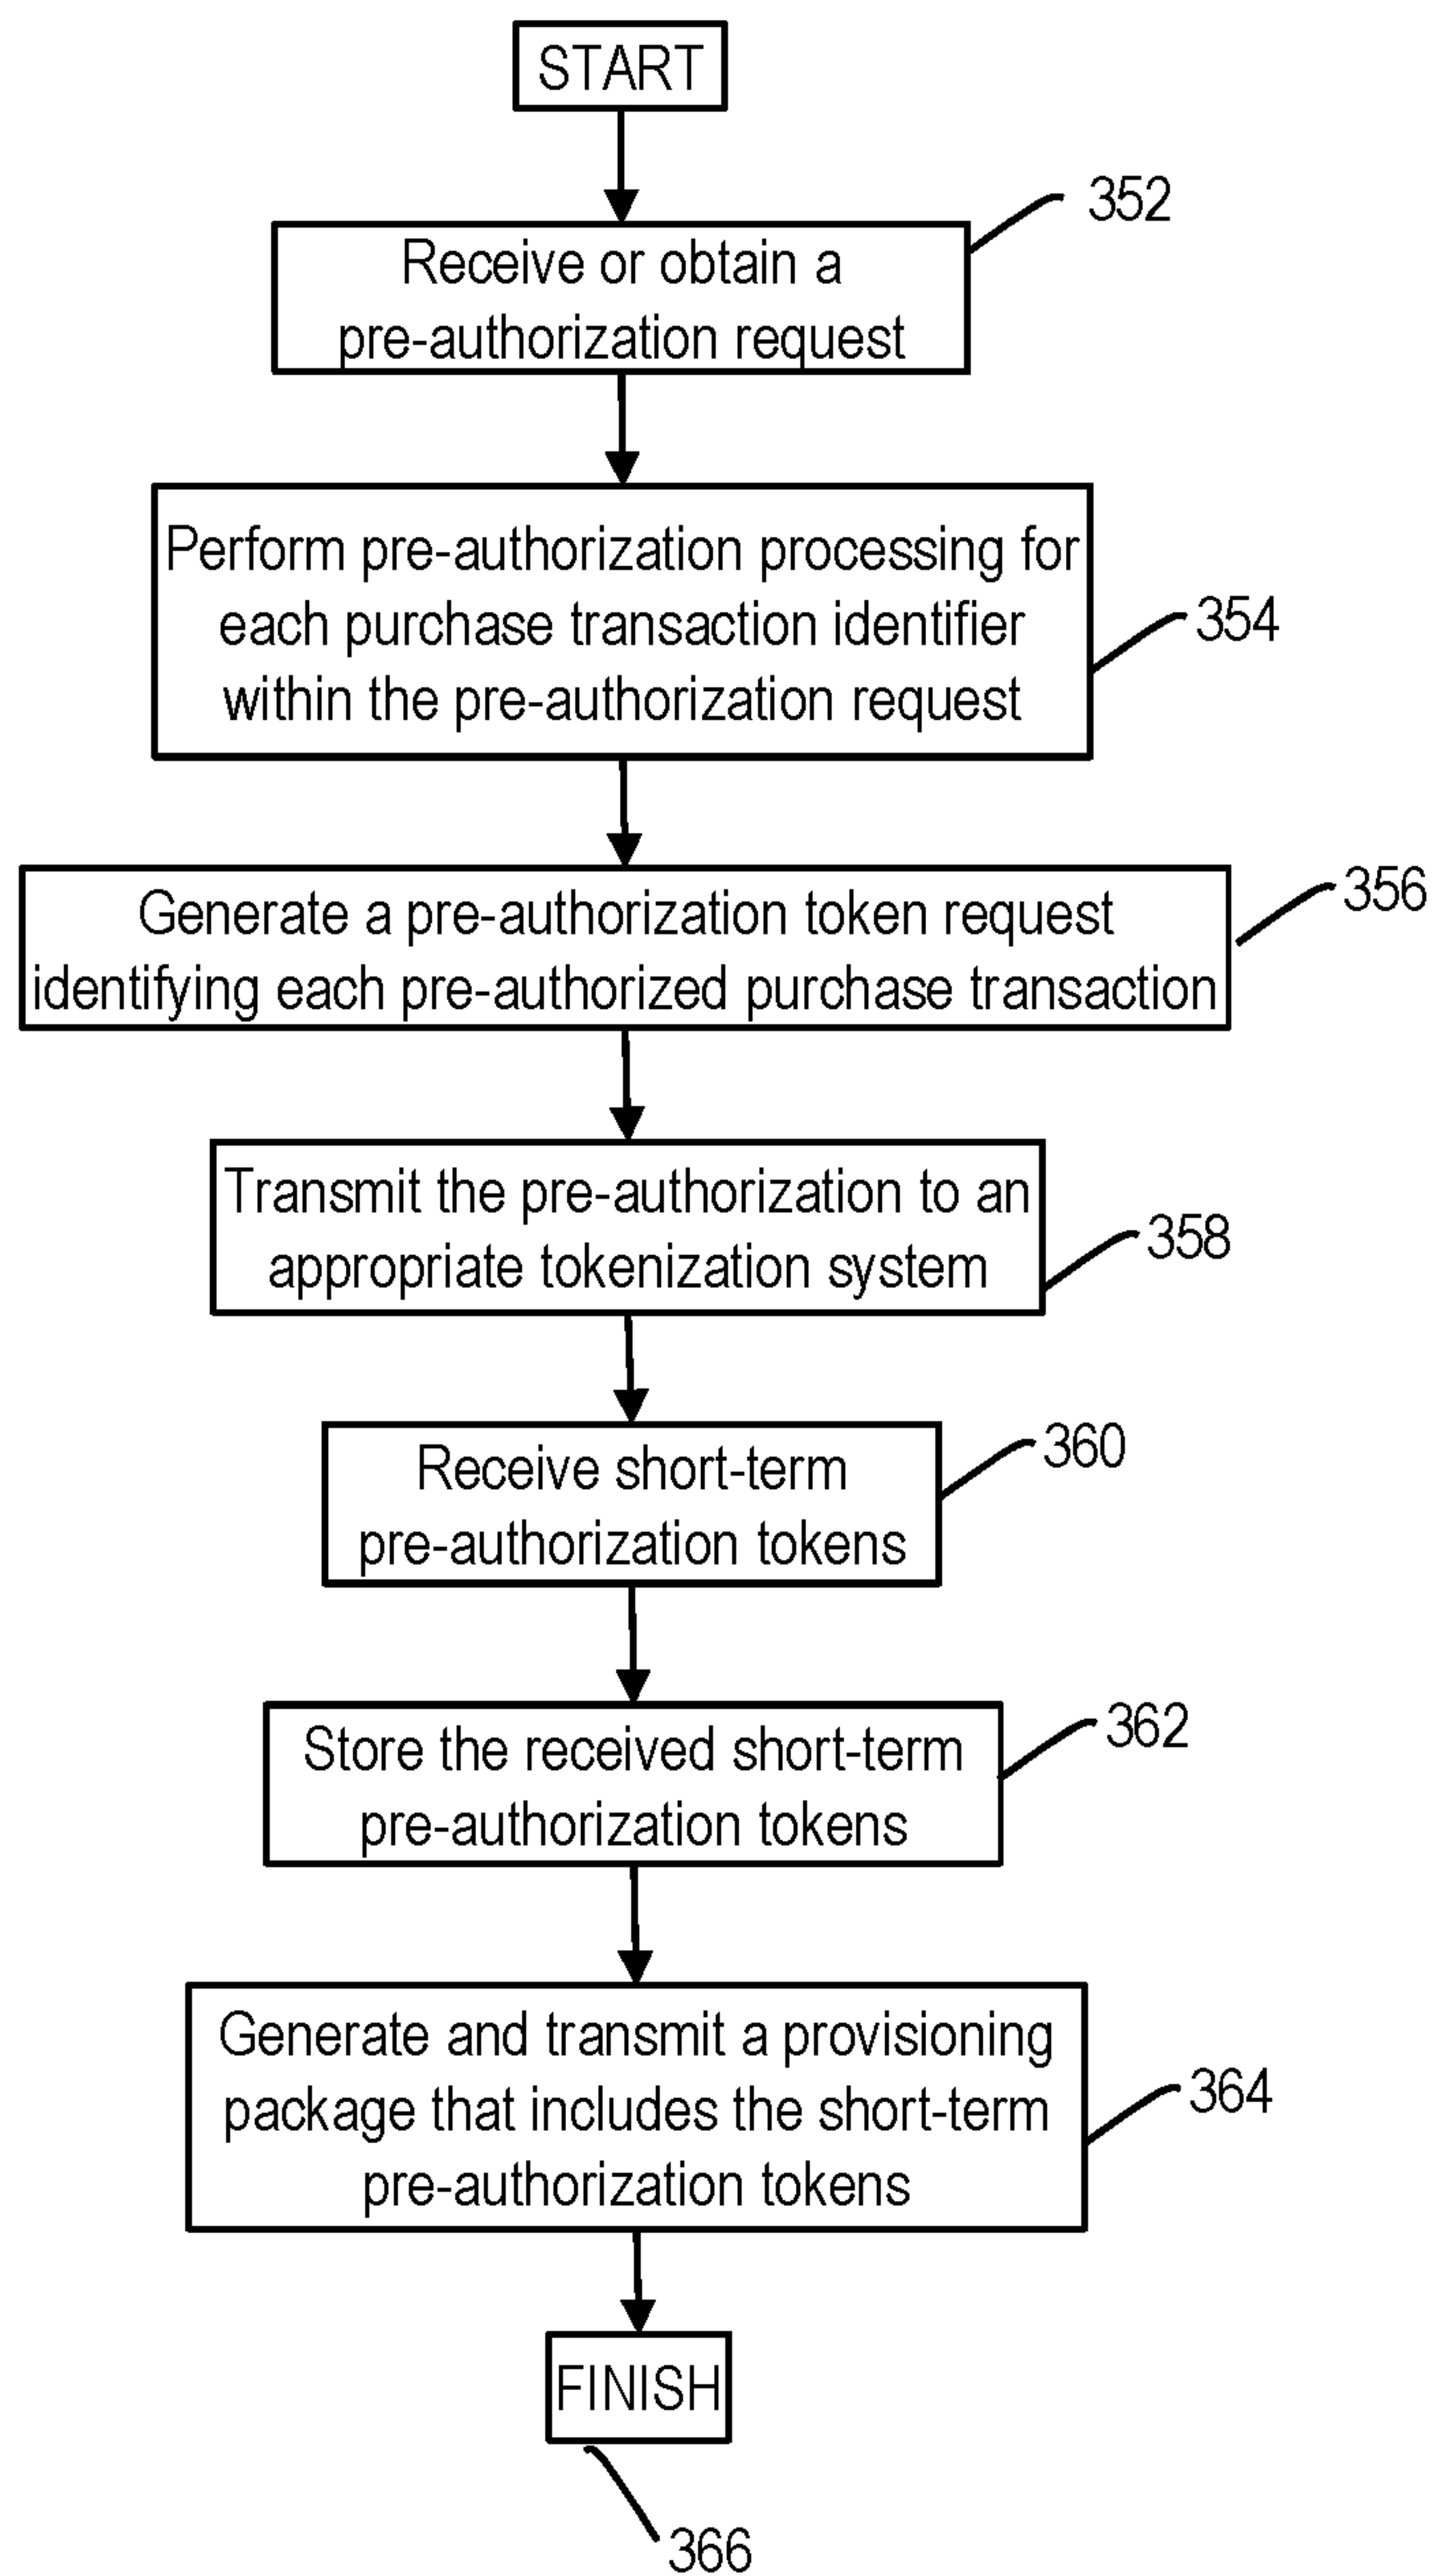 START
352
Receive or obtain a
pre-authorization request
Perform pre-authorization processing for
each purchase transaction identifier
within the pre-authorization request
354
Generate a pre-authorization token request
identifying each pre-authorized purchase transaction
356
Transmit the pre-authorization to an
appropriate tokenization system
358
Receive short-term
pre-authorization tokens
360
Store the received short-term
pre-authorization tokens
362
Generate and transmit a provisioning
package that includes the short-term
pre-authorization tokens
364
FINISH
366